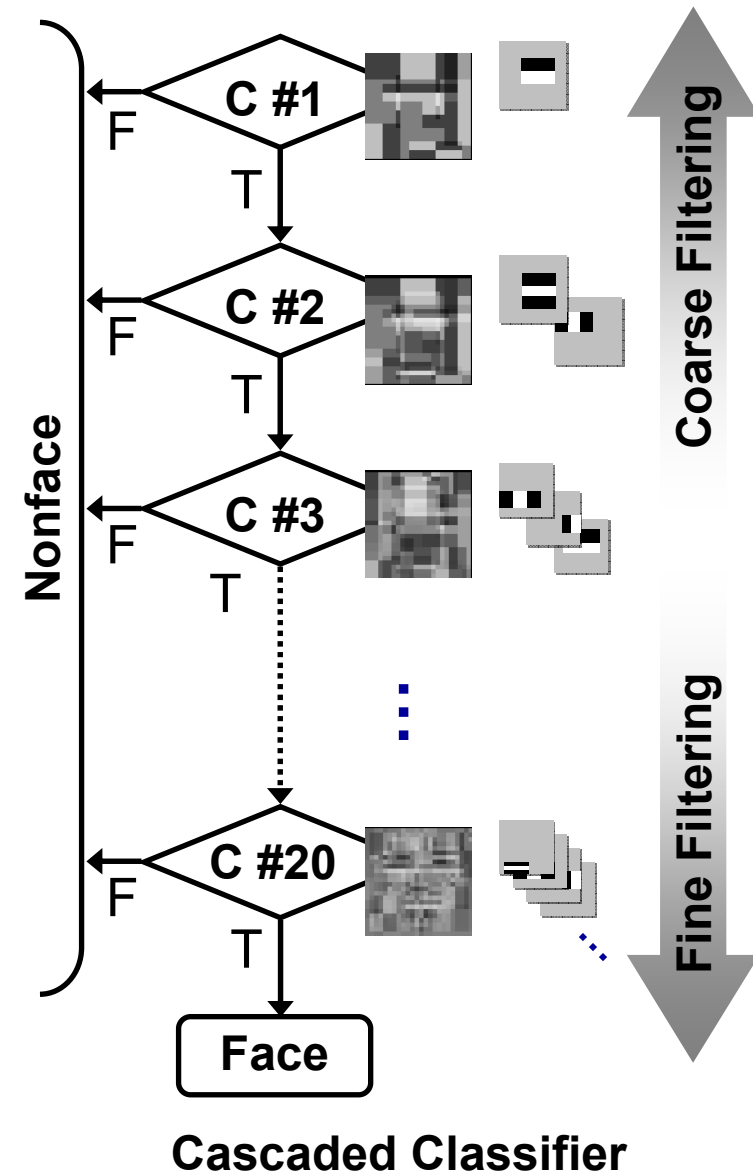 C #1
F
T
C #2
F
T
C #3
F
T
C #20
F
T
Face
Nonface
Coarse Filtering
Fine Filtering
Cascaded Classifier